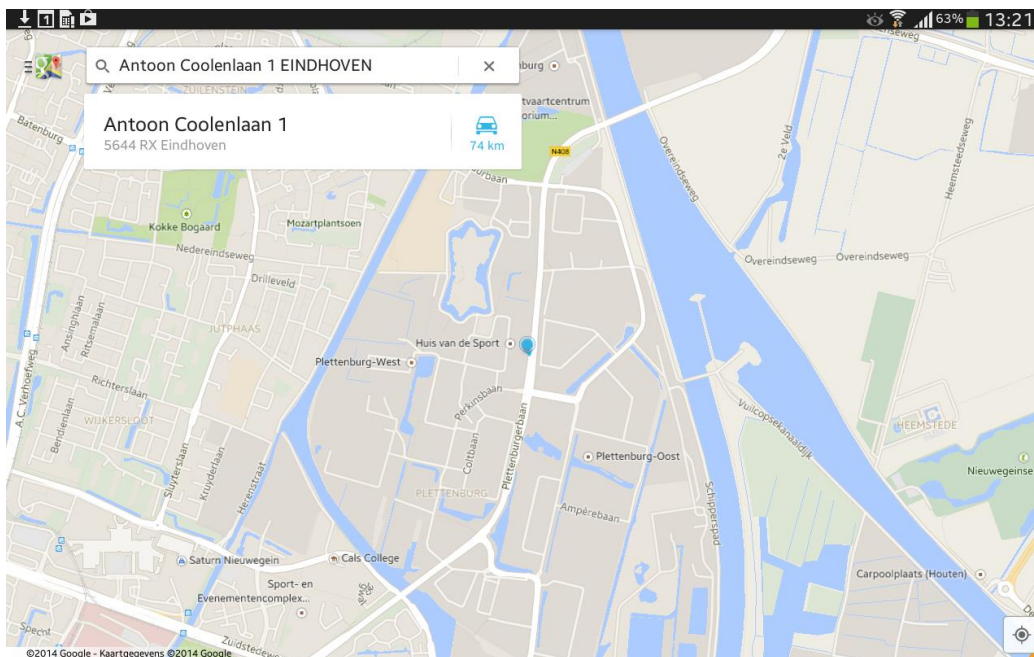 63% 13:21
Antoon Coolenlaan 1 EINDHOVEN
Antoon Coolenlaan 1
5644 RX Eindhoven
74 km
ZUILENSTEIN
Batenburg
N408
Overeindseweg
2e Veld
Heemsteedseweg
Kokke Bogaard
Mozartplantsoen
Nedereindseweg
Overeindseweg
Overeindseweg
Drilleveld
Ansinghlaan
Ritsemalaan
JUTPHAAS
Huis van de Sport
Plettenburg-West
A.C. Verhoefweg
Richterslaan
Perkinsbaan
WIJKERSLOOT
Bendienlaan
Vuilcopsekanaaldijk
HEEMSTEDE
Coltbaan
Plettenburgerbaan
Plettenburg-Oost
Sluyterslaan
Kruyderlaan
Herenstraat
Nieuwegeinse
PLETTENBURG
Ampèrebaan
Schipperspad
Saturn Nieuwegein
Cals College
Carpoolplaats (Houten)
Sport- en
Evenementencomplex...
Zuidstedeweg
©2014 Google - Kaartgegevens ©2014 Google